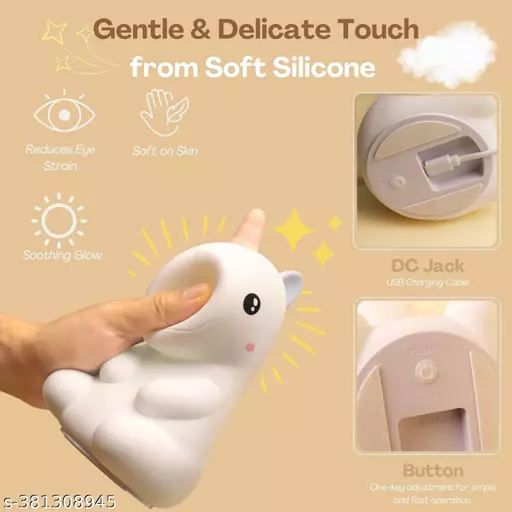 Gentle & Delicate Touch
from Soft Silicone
Reduces Eye
Strain
Soft on Skin
Soothing Glow
DC Jack
USB Charging Cable
Button
One-key adjustment for simple
and fast operation.
s-381308945